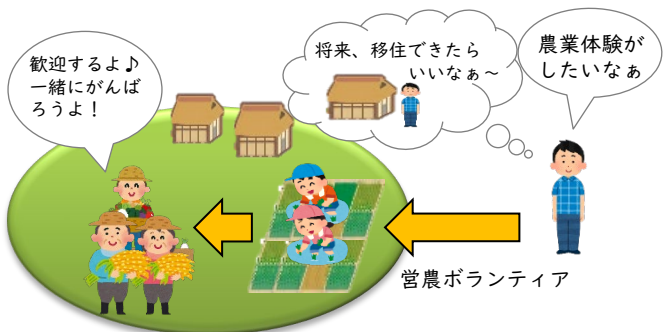 歓迎するよ♪
一緒にがんば
ろうよ！
将来、移住できたら
いいなぁ～
農業体験が
したいなぁ
営農ボランティア